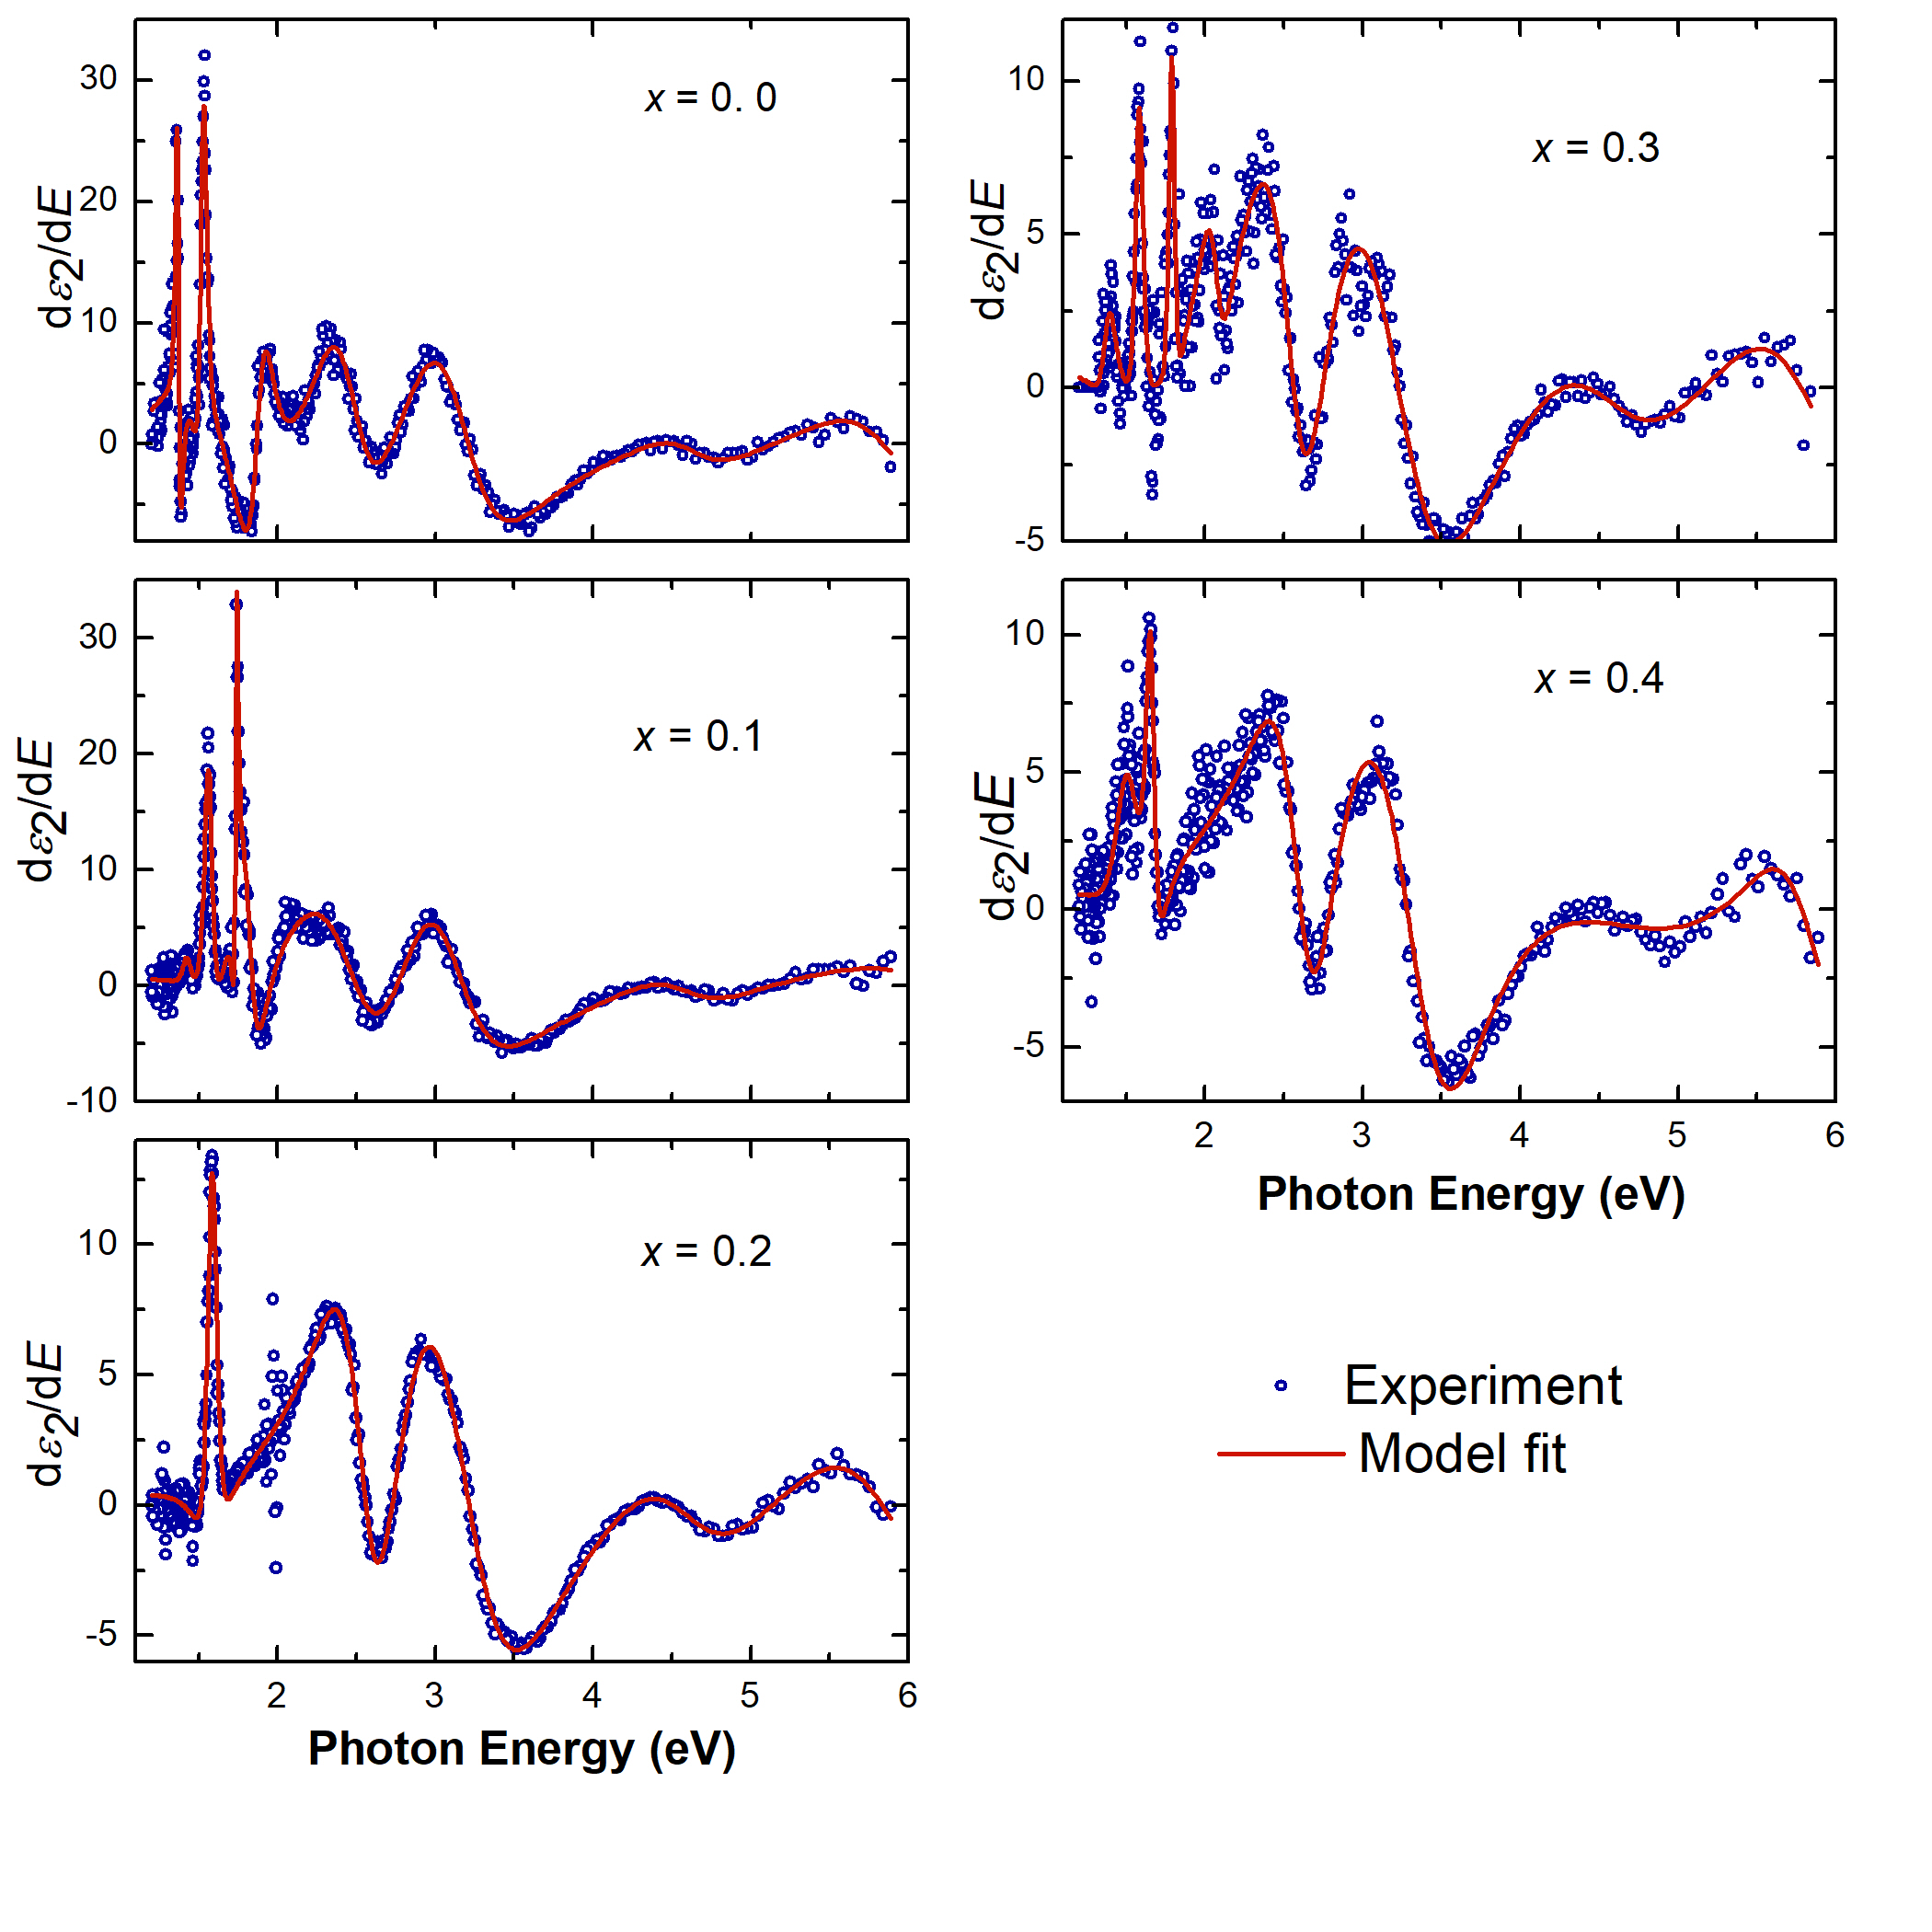 30
20
10
0
dε2/dE
x = 0. 0
10
5
0
-5
dε2/dE
x = 0.3
30
20
10
0
-10
dε2/dE
x = 0.1
10
5
0
-5
dε2/dE
x = 0.4
2 3 4 5 6
Photon Energy (eV)
10
5
0
-5
dε2/dE
x = 0.2
2 3 4 5 6
Photon Energy (eV)
Experiment
Model fit